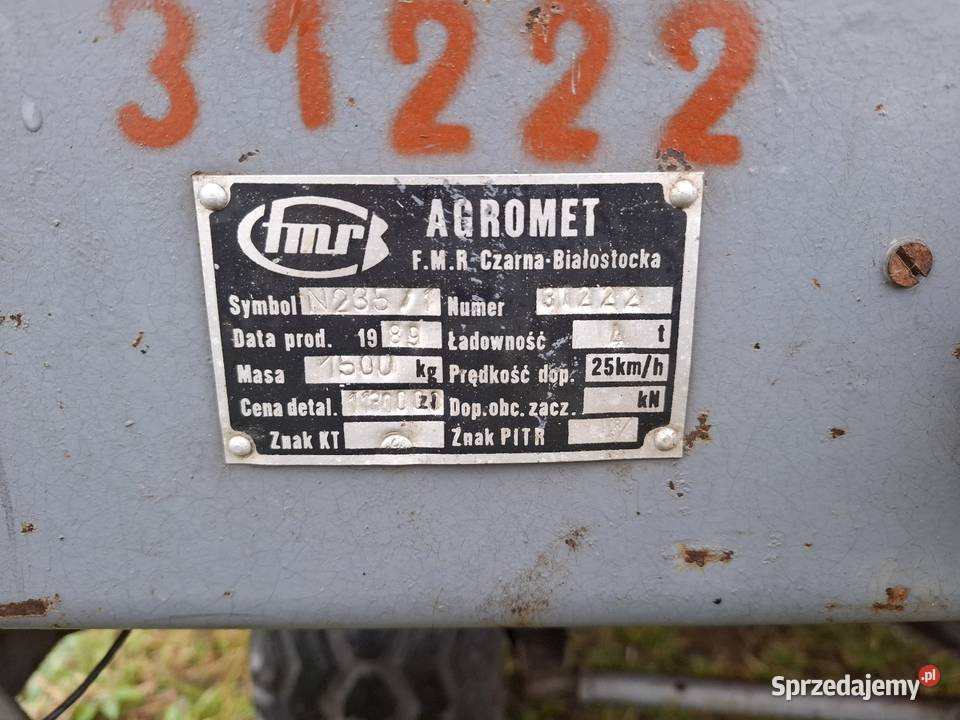 31222
fmr AGROMET
F.M.R. Czarna-Białostocka
Symbol N235/1 Numer 31222
Data prod. 1989 Ładowność 4 t
Masa 1500 kg Prędkość dop. 25km/h
Cena detal. zł Dop. obc. zacz. kN
Znak KT Znak PITR
Sprzedajemy.pl